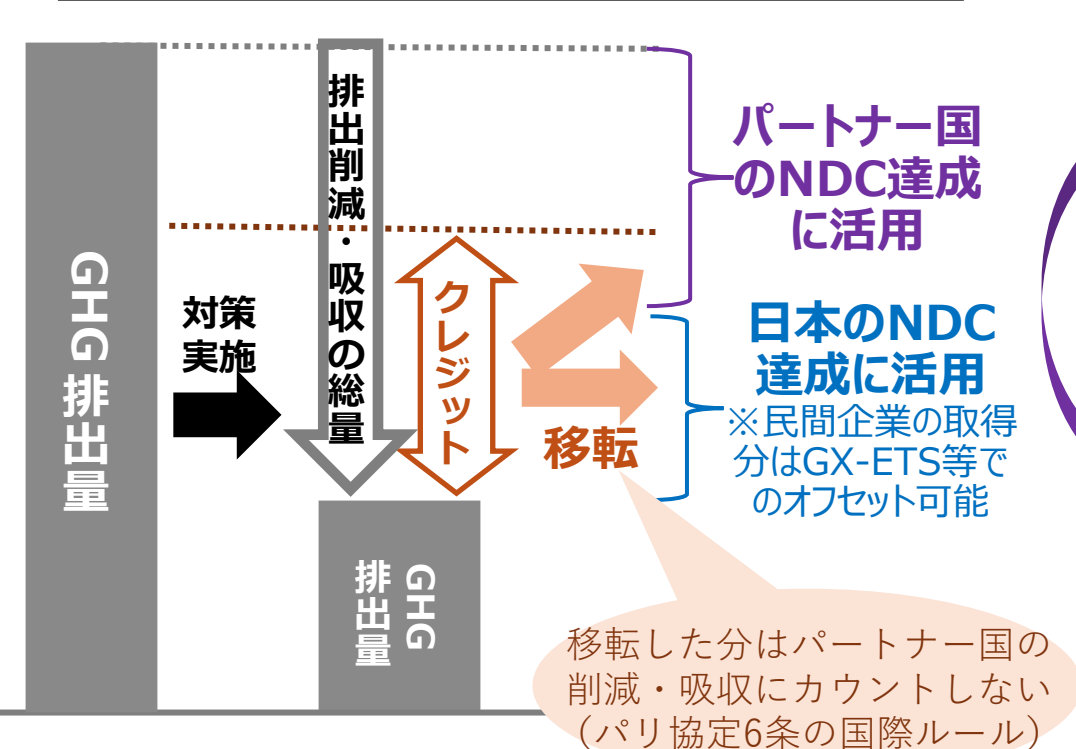 GHG排出量
対策
実施
排出削減・吸収の総量
クレジット
移転
GHG
排出量
パートナー国
のNDC達成
に活用
日本のNDC
達成に活用
※民間企業の取得
分はGX-ETS等で
のオフセット可能
移転した分はパートナー国の
削減・吸収にカウントしない
（パリ協定6条の国際ルール）